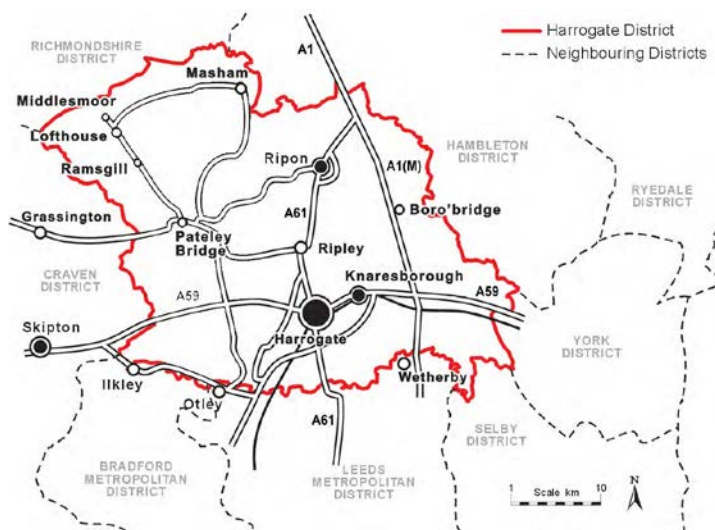 RICHMONDSHIRE
DISTRICT
A1
Harrogate District
Neighbouring Districts
Masham
Middlesmoor
Lofthouse
Ramsgill
Ripon
A1(M)
HAMBLETON
DISTRICT
RYEDALE
DISTRICT
Grassington
A61
Boro'bridge
Pateley
Bridge
Ripley
Knaresborough
CRAVEN
DISTRICT
A59
A59
Skipton
Harrogate
YORK
DISTRICT
Ilkley
Wetherby
Otley
A61
SELBY
DISTRICT
BRADFORD
METROPOLITAN
DISTRICT
LEEDS
METROPOLITAN
DISTRICT
1
Scale km
10
N